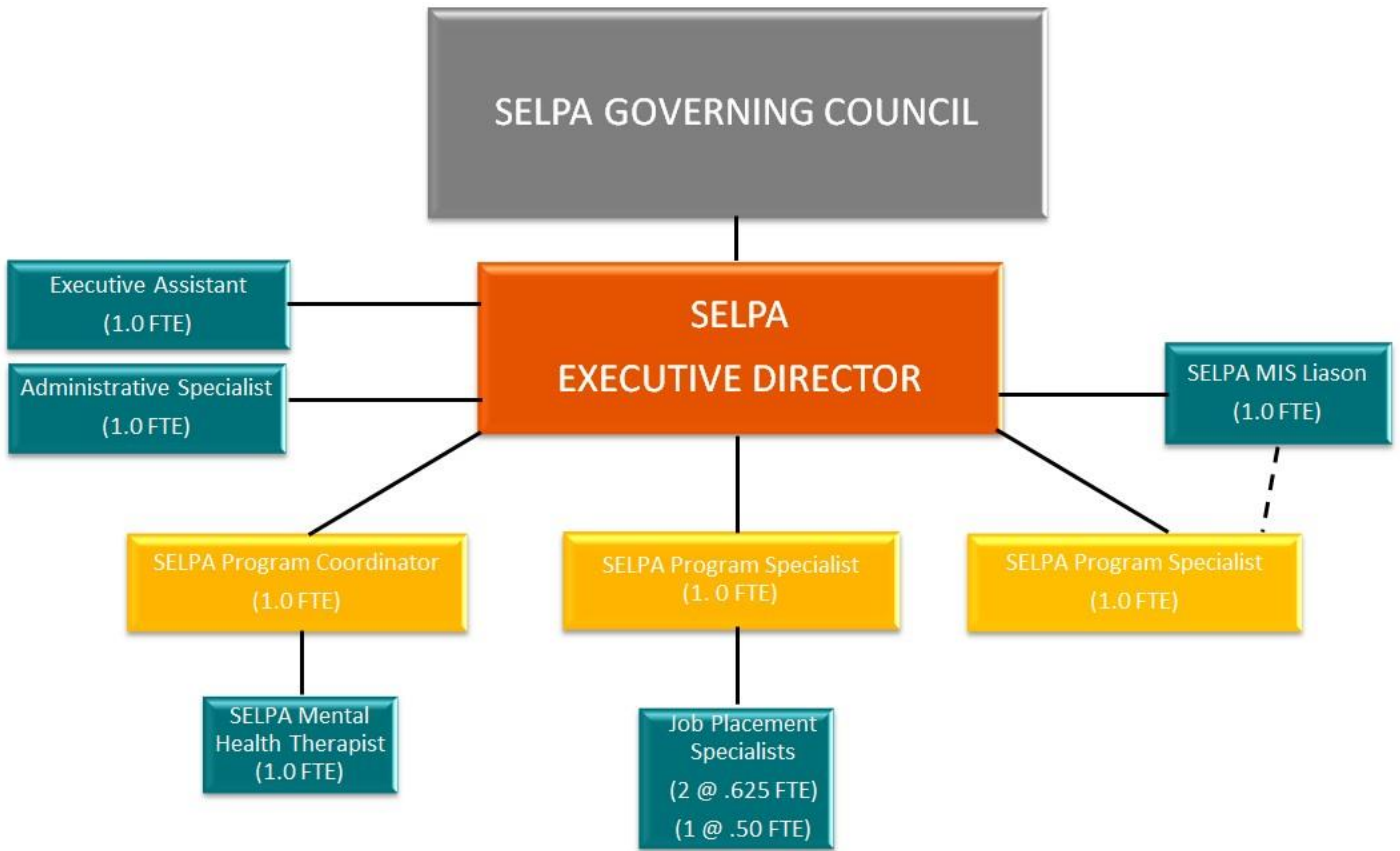 SELPA GOVERNING COUNCIL
SELPA
EXECUTIVE DIRECTOR
Executive Assistant
(1.0 FTE)
Administrative Specialist
(1.0 FTE)
SELPA MIS Liason
(1.0 FTE)
SELPA Program Coordinator
(1.0 FTE)
SELPA Program Specialist
(1. 0 FTE)
SELPA Program Specialist
(1.0 FTE)
SELPA Mental
Health Therapist
(1.0 FTE)
Job Placement
Specialists
(2 @ .625 FTE)
(1 @ .50 FTE)